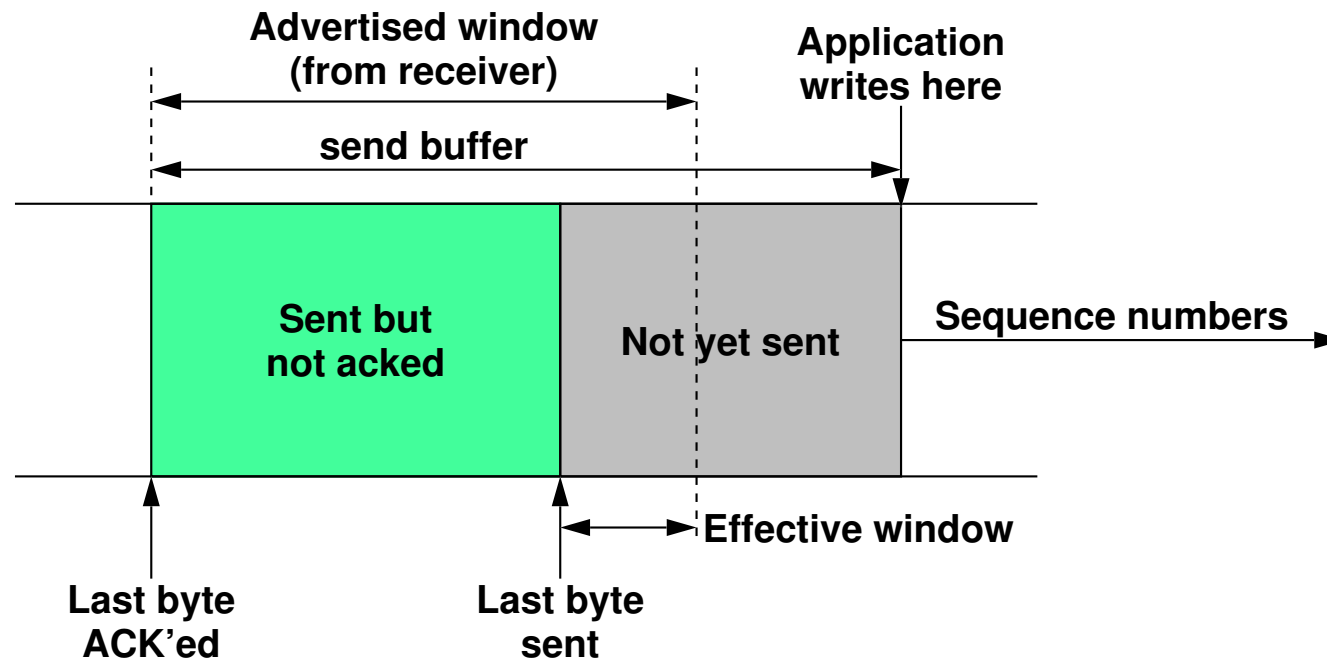 Advertised window
(from receiver)
Application
writes here
send buffer
Sent but
not acked
Not yet sent
Sequence numbers
Effective window
Last byte
ACK'ed
Last byte
sent